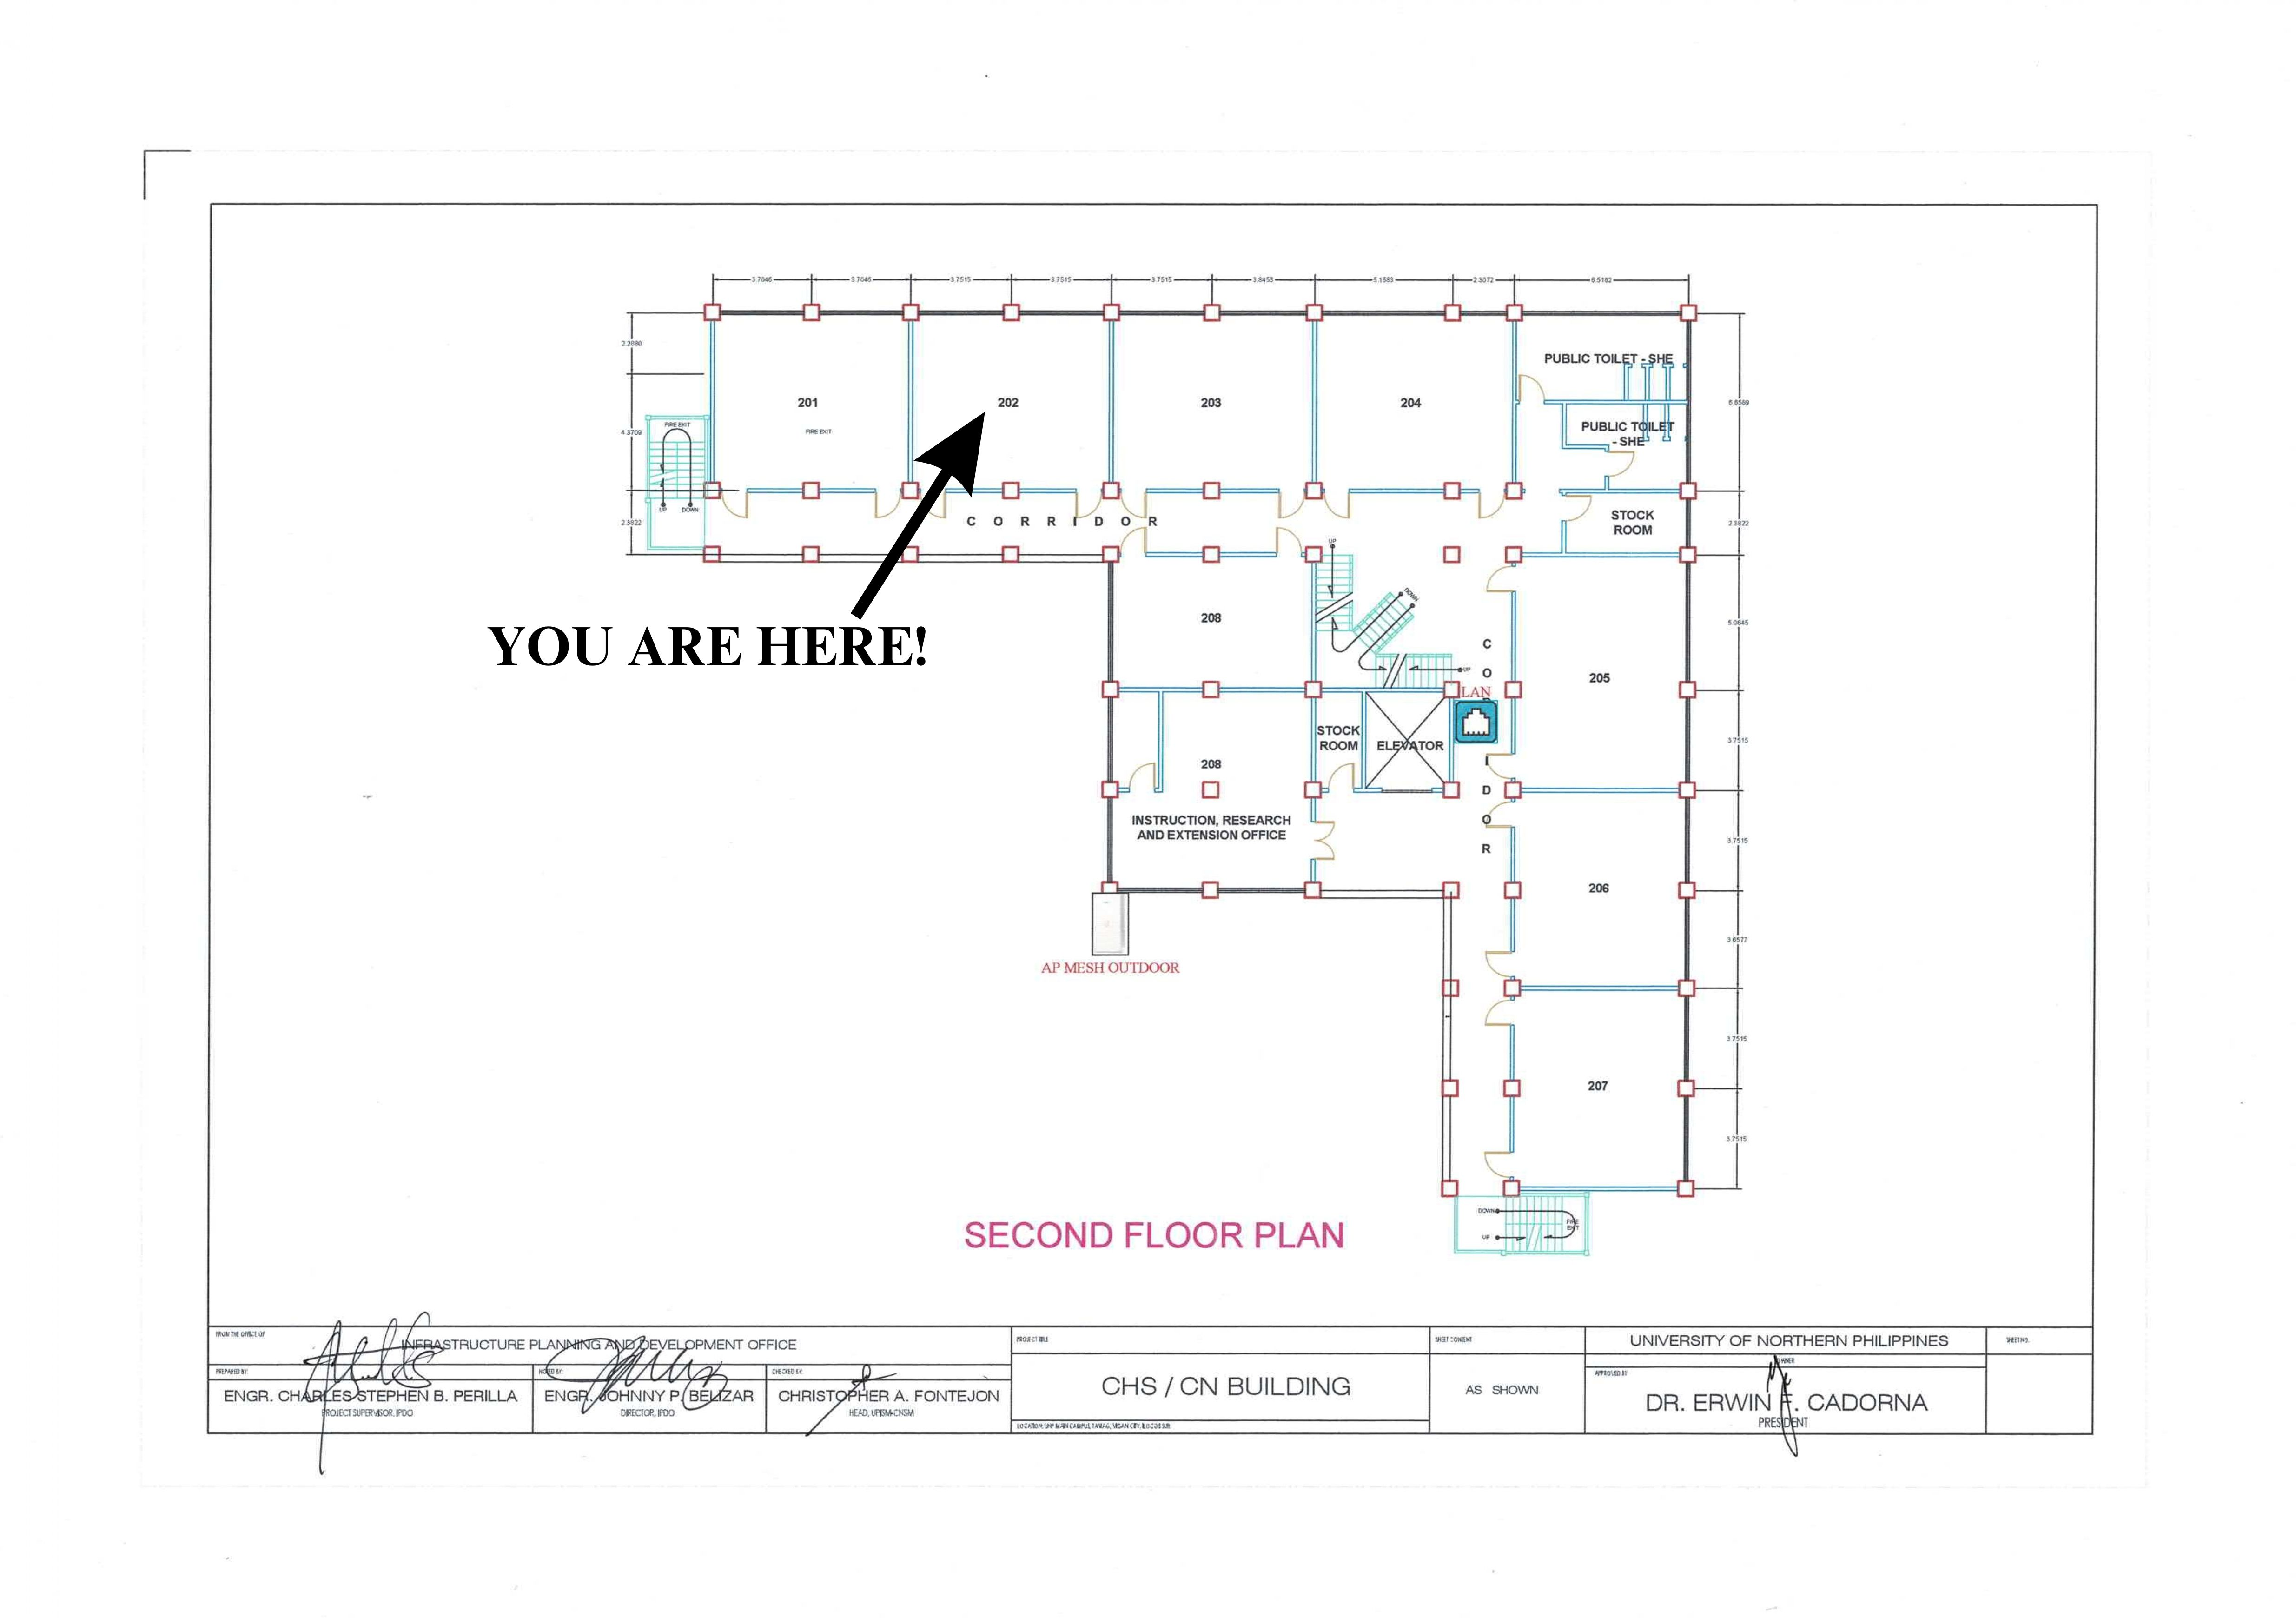 3.7046 3.7046 3.7515 3.7515 3.7515 3.8453 5.1583 2.3072 6.5182
2.2880
4.3709
2.3822
6.8589
2.3822
5.0645
3.7515
3.7515
3.6577
3.7515
3.7515
201
FIRE EXIT
202
203
204
PUBLIC TOILET - SHE
PUBLIC TOILET
- SHE
FIRE EXIT
UP DOWN
CORRIDOR
STOCK
ROOM
YOU ARE HERE!
UP
DOWN
UP
208
205
CORRIDOR
LAN
STOCK
ROOM
ELEVATOR
208
INSTRUCTION, RESEARCH
AND EXTENSION OFFICE
206
AP MESH OUTDOOR
207
DOWN
UP
FIRE
EXIT
SECOND FLOOR PLAN
FROM THE OFFICE OF
INFRASTRUCTURE PLANNING AND DEVELOPMENT OFFICE
PREPARED BY:
ENGR. CHARLES STEPHEN B. PERILLA
PROJECT SUPERVISOR, IPDO
NOTED BY:
ENGR. JOHNNY P. BELIZAR
DIRECTOR, IPDO
CHECKED BY:
CHRISTOPHER A. FONTEJON
HEAD, UPISM-CNSM
PROJECT TITLE
CHS / CN BUILDING
LOCATION: UNP MAIN CAMPUS, TAMAG, VIGAN CITY, ILOCOS SUR
SHEET CONTENT
AS SHOWN
UNIVERSITY OF NORTHERN PHILIPPINES
OWNER
APPROVED BY
DR. ERWIN F. CADORNA
PRESIDENT
SHEET NO.